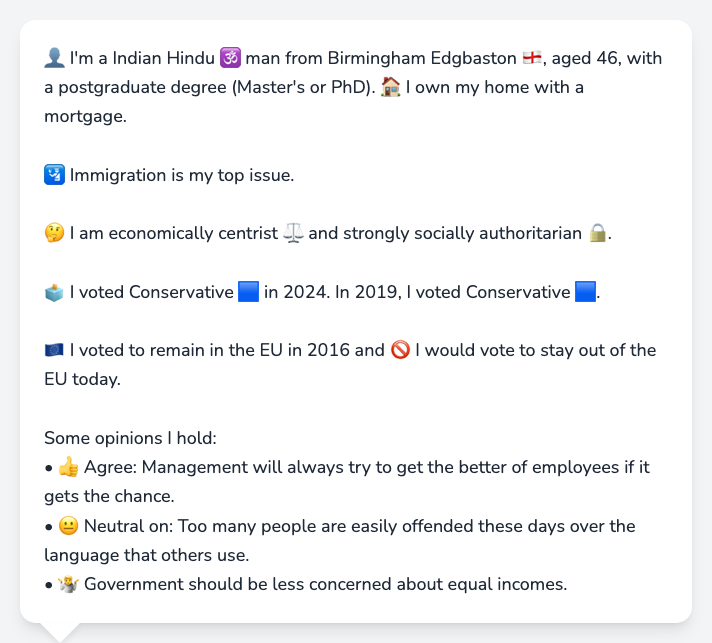 👤 I'm a Indian Hindu 🕉️ man from Birmingham Edgbaston 🏴󠁧󠁢󠁥󠁮󠁧󠁿, aged 46, with
a postgraduate degree (Master's or PhD). 🏠 I own my home with a
mortgage.
🛂 Immigration is my top issue.
🤔 I am economically centrist ⚖️ and strongly socially authoritarian 🔒.
🗳️ I voted Conservative 🟦 in 2024. In 2019, I voted Conservative 🟦.
🇪🇺 I voted to remain in the EU in 2016 and 🚫 I would vote to stay out of the
EU today.
Some opinions I hold:
• 👍 Agree: Management will always try to get the better of employees if it
gets the chance.
• 😐 Neutral on: Too many people are easily offended these days over the
language that others use.
• 🤷 Government should be less concerned about equal incomes.